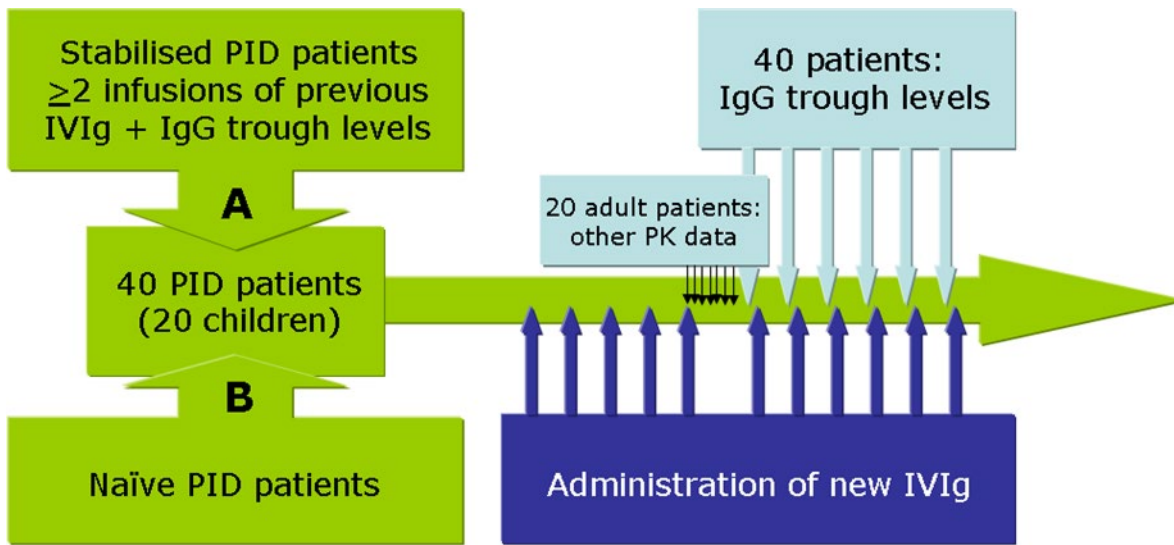 Stabilised PID patients
≥2 infusions of previous
IVIg + IgG trough levels
A
40 PID patients
(20 children)
B
Naïve PID patients
40 patients:
IgG trough levels
20 adult patients:
other PK data
Administration of new IVIg